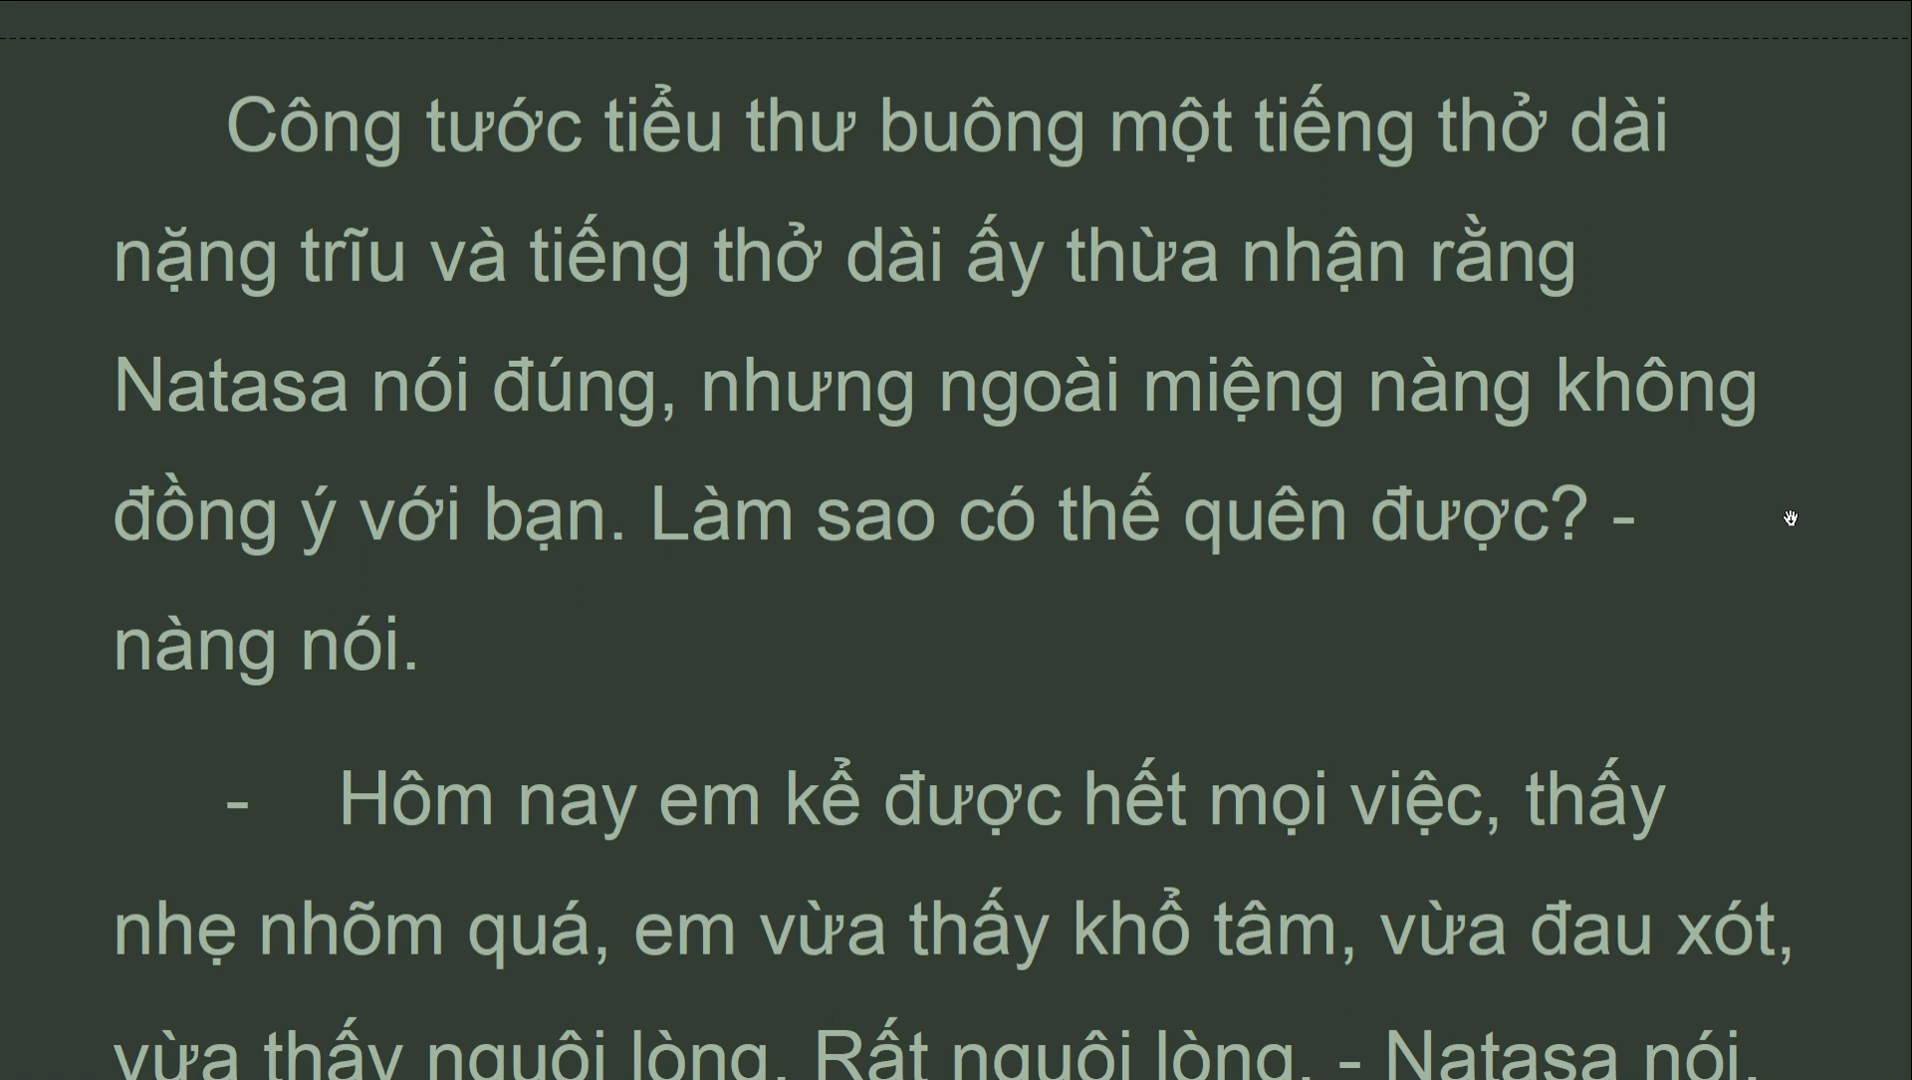 Công tước tiểu thư buông một tiếng thở dài
nặng trĩu và tiếng thở dài ấy thừa nhận rằng
Natasa nói đúng, nhưng ngoài miệng nàng không
đồng ý với bạn. Làm sao có thế quên được? -
nàng nói.
- Hôm nay em kể được hết mọi việc, thấy
nhẹ nhõm quá, em vừa thấy khổ tâm, vừa đau xót,
vừa thấy nguôi lòng. Rất nguôi lòng. - Natasa nói.